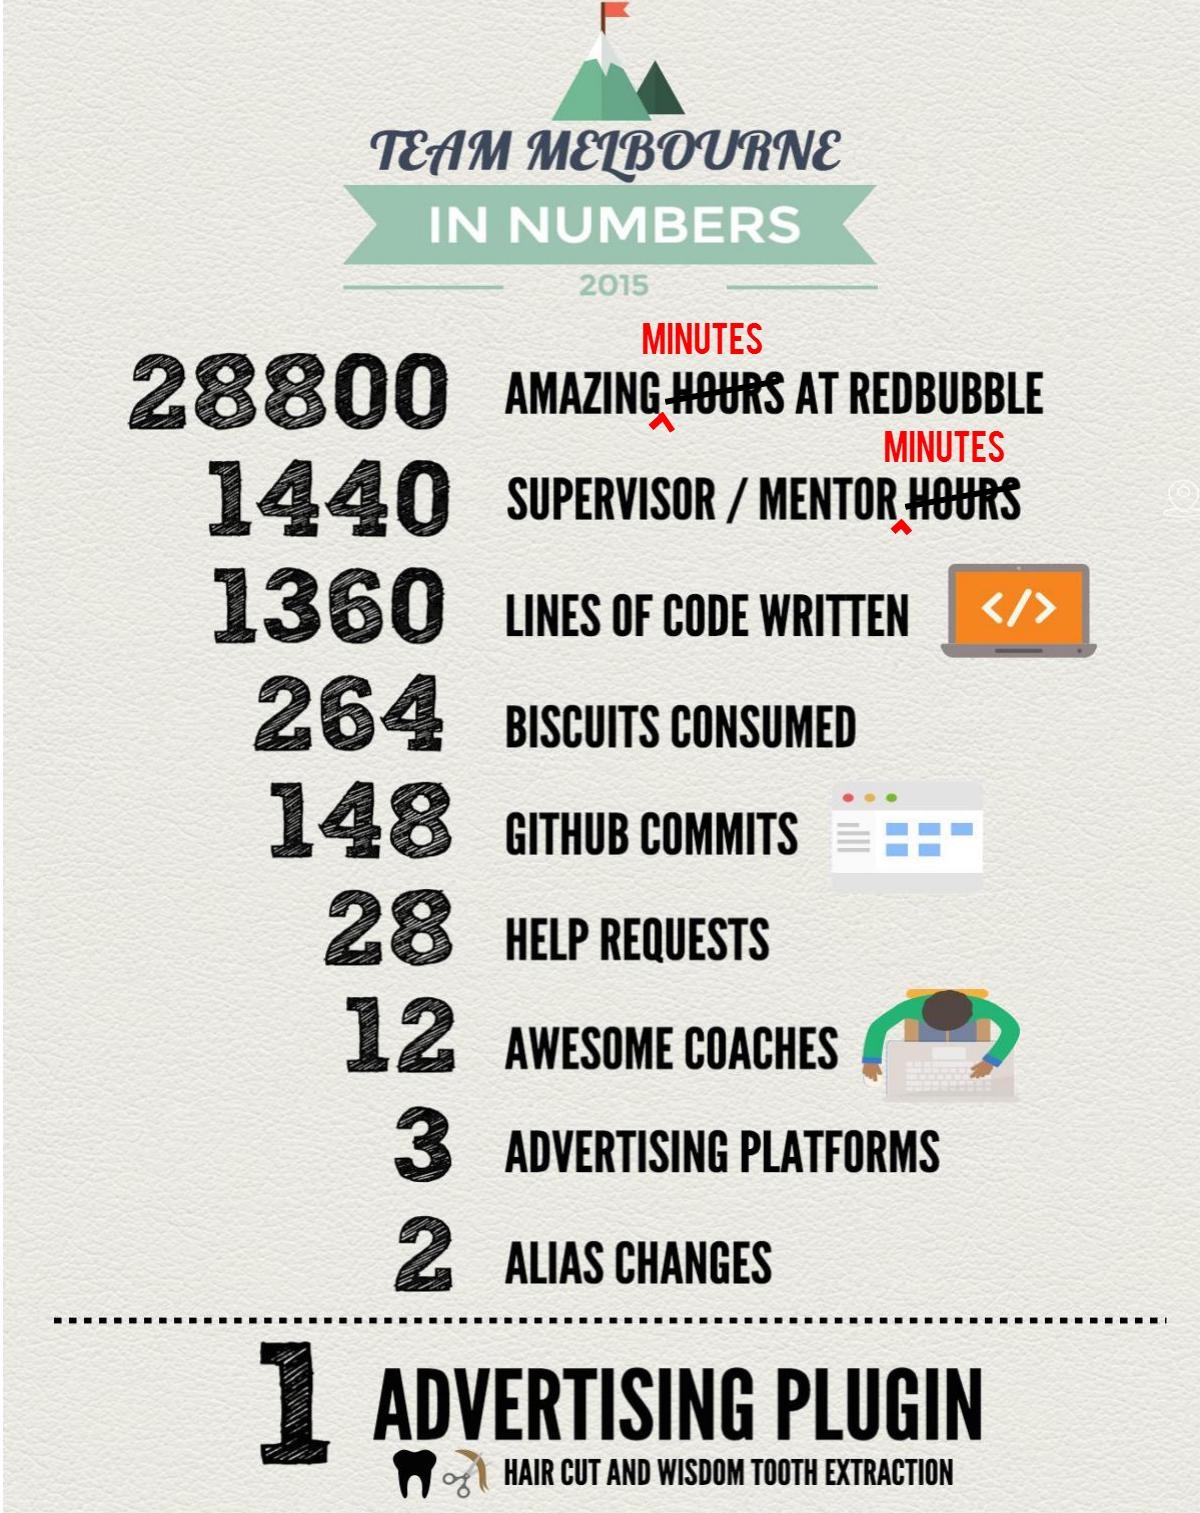 TEAM MELBOURNE
IN NUMBERS
2015
MINUTES
28800 AMAZING HOURS AT REDBUBBLE
MINUTES
1440 SUPERVISOR / MENTOR HOURS
1360 LINES OF CODE WRITTEN
</>
264 BISCUITS CONSUMED
148 GITHUB COMMITS
28 HELP REQUESTS
12 AWESOME COACHES
3 ADVERTISING PLATFORMS
2 ALIAS CHANGES
1 ADVERTISING PLUGIN
HAIR CUT AND WISDOM TOOTH EXTRACTION